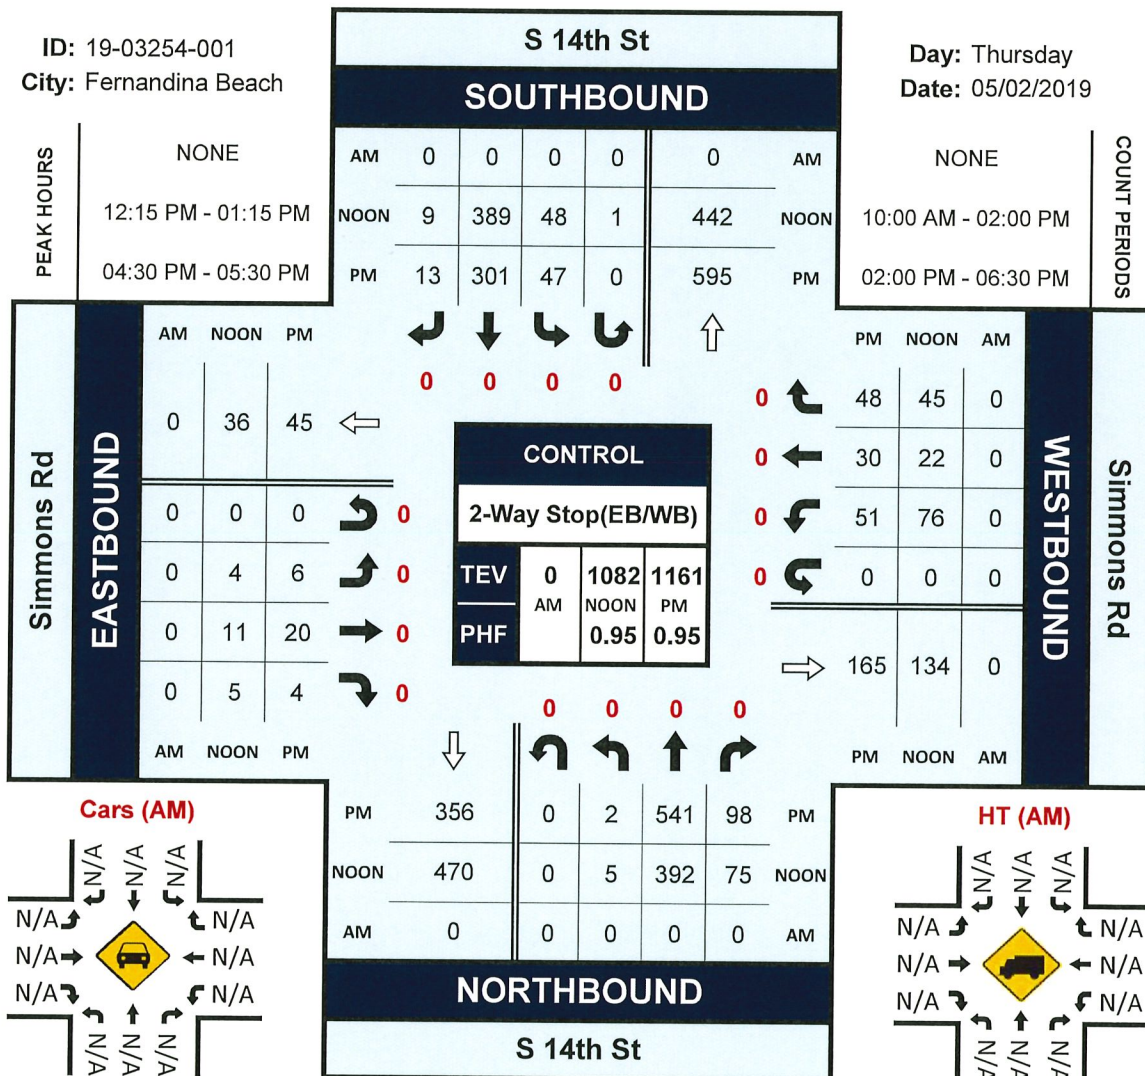 S 14th St
ID: 19-03254-001
Day: Thursday
City: Fernandina Beach
Date: 05/02/2019
SOUTHBOUND
PEAK HOURS
NONE
12:15 PM - 01:15 PM
04:30 PM - 05:30 PM
AM 0 0 0 0 0 AM
NOON 9 389 48 1 442 NOON
PM 13 301 47 0 595 PM
NONE
10:00 AM - 02:00 PM
02:00 PM - 06:30 PM
COUNT PERIODS
0 0 0 0
Simmons Rd
EASTBOUND
AM NOON PM
0 36 45
0 0 0 0
0 4 6 0
0 11 20 0
0 5 4 0
AM NOON PM
CONTROL
2-Way Stop(EB/WB)
TEV 0 1082 1161
AM NOON PM
PHF 0.95 0.95
PM NOON AM
0 48 45 0
0 30 22 0
0 51 76 0
0 0 0 0
165 134 0
PM NOON AM
WESTBOUND
Simmons Rd
0 0 0 0
PM 356 0 2 541 98 PM
NOON 470 0 5 392 75 NOON
AM 0 0 0 0 0 AM
NORTHBOUND
S 14th St
Cars (AM)
N/A N/A N/A
N/A N/A
N/A N/A
N/A N/A
N/A N/A N/A
HT (AM)
N/A N/A N/A
N/A N/A
N/A N/A
N/A N/A
N/A N/A N/A